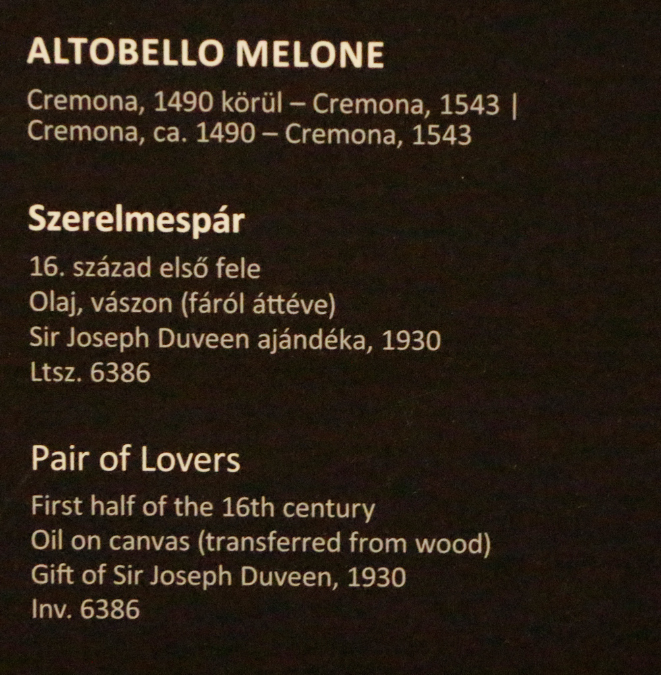 ALTOBELLO MELONE
Cremona, 1490 körül – Cremona, 1543 |
Cremona, ca. 1490 – Cremona, 1543
Szerelmespár
16. század első fele
Olaj, vászon (fáról áttéve)
Sir Joseph Duveen ajándéka, 1930
Ltsz. 6386
Pair of Lovers
First half of the 16th century
Oil on canvas (transferred from wood)
Gift of Sir Joseph Duveen, 1930
Inv. 6386